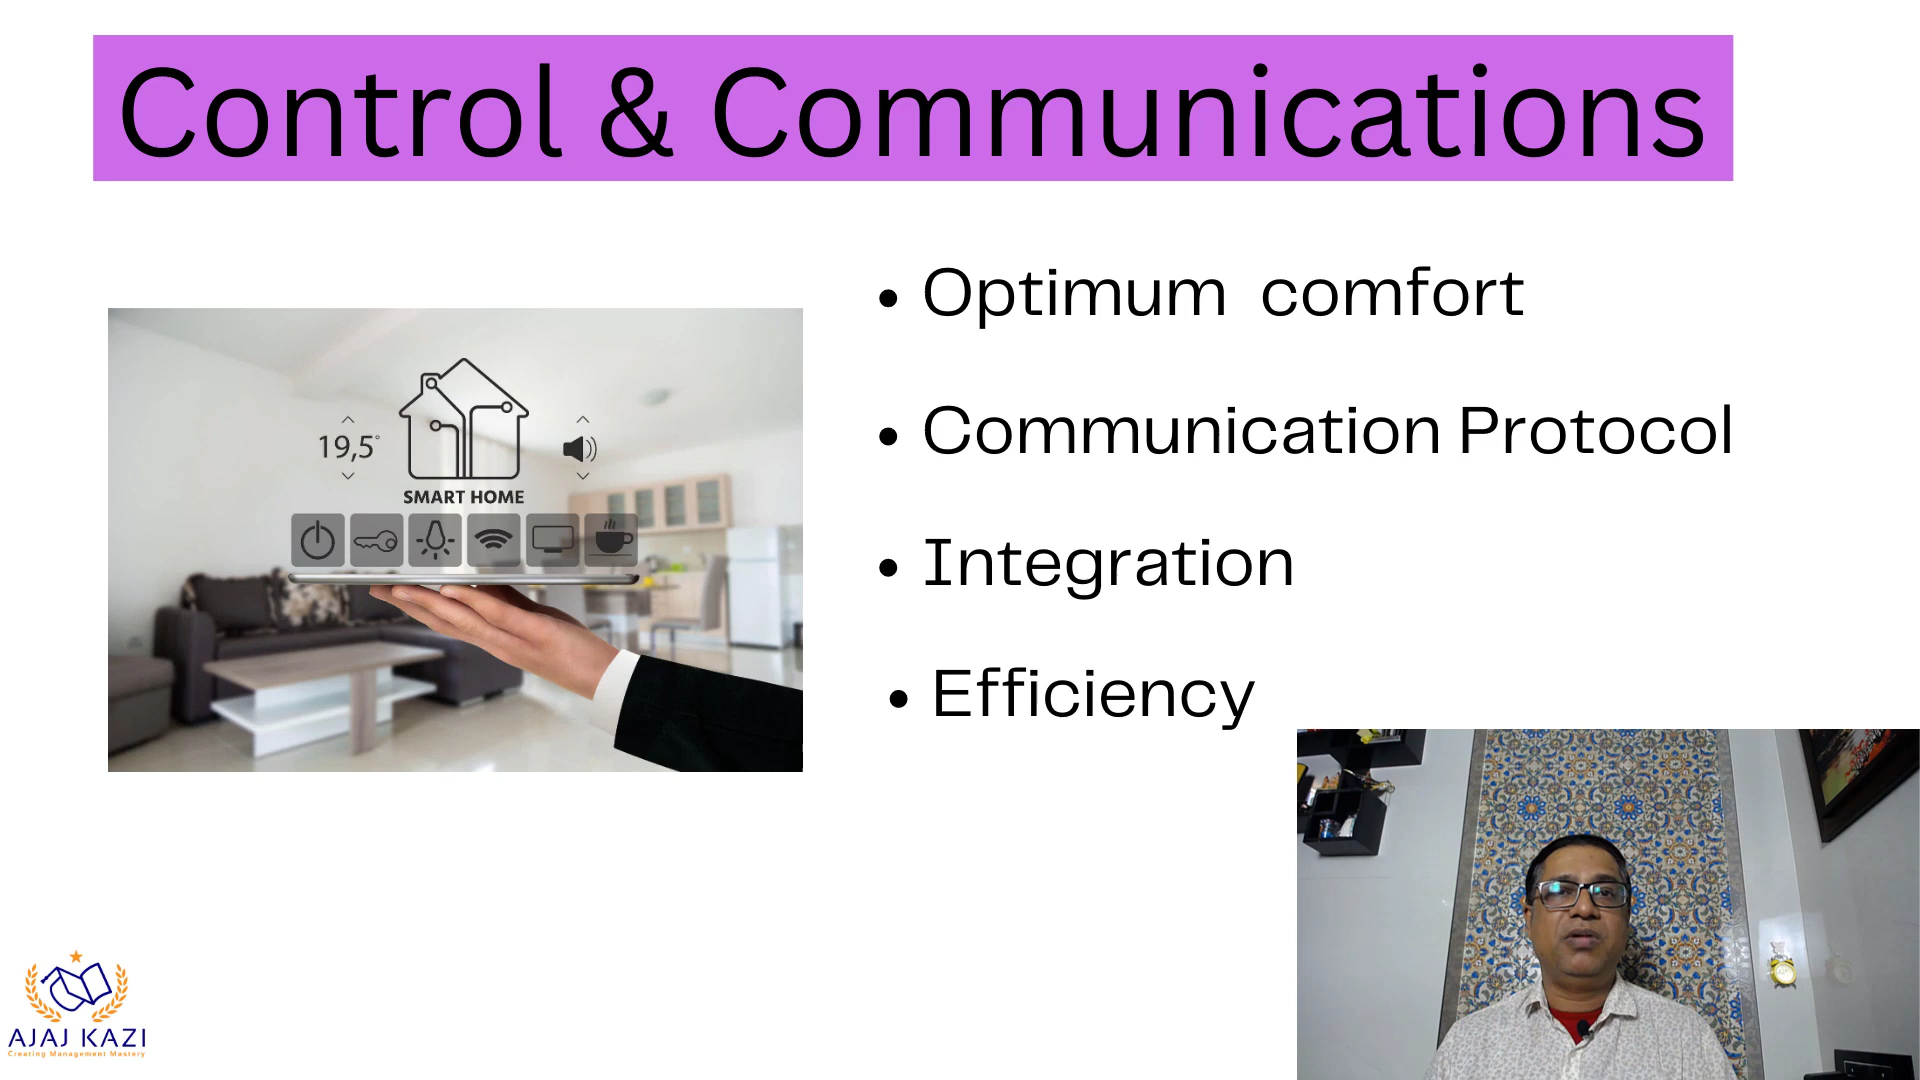 Control & Communications
Optimum comfort
Communication Protocol
Integration
Efficiency
19,5°
SMART HOME
AJAJ KAZI
Creating Management Mastery